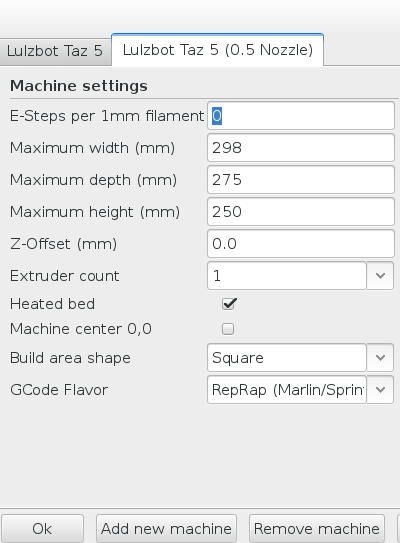 Lulzbot Taz 5
Lulzbot Taz 5 (0.5 Nozzle)
Machine settings
E-Steps per 1mm filament 0
Maximum width (mm) 298
Maximum depth (mm) 275
Maximum height (mm) 250
Z-Offset (mm) 0.0
Extruder count 1
Heated bed
Machine center 0,0
Build area shape Square
GCode Flavor RepRap (Marlin/Sprin
Ok Add new machine Remove machine